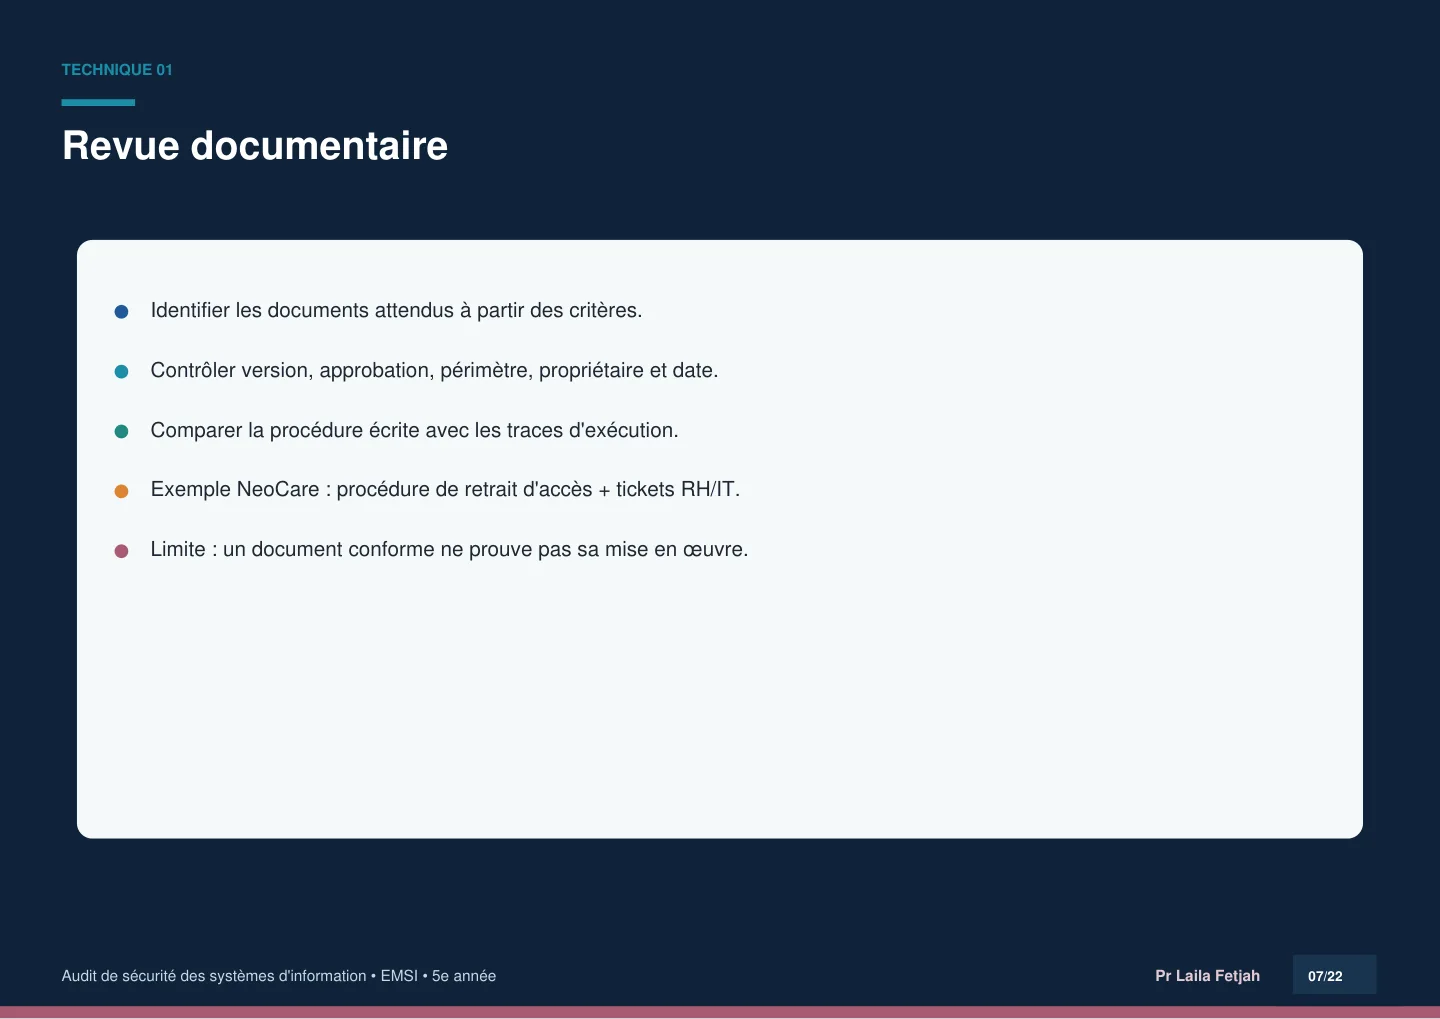 TECHNIQUE 01
Revue documentaire
Identifier les documents attendus à partir des critères.
Contrôler version, approbation, périmètre, propriétaire et date.
Comparer la procédure écrite avec les traces d'exécution.
Exemple NeoCare : procédure de retrait d'accès + tickets RH/IT.
Limite : un document conforme ne prouve pas sa mise en œuvre.
Audit de sécurité des systèmes d'information • EMSI • 5e année
Pr Laila Fetjah
07/22